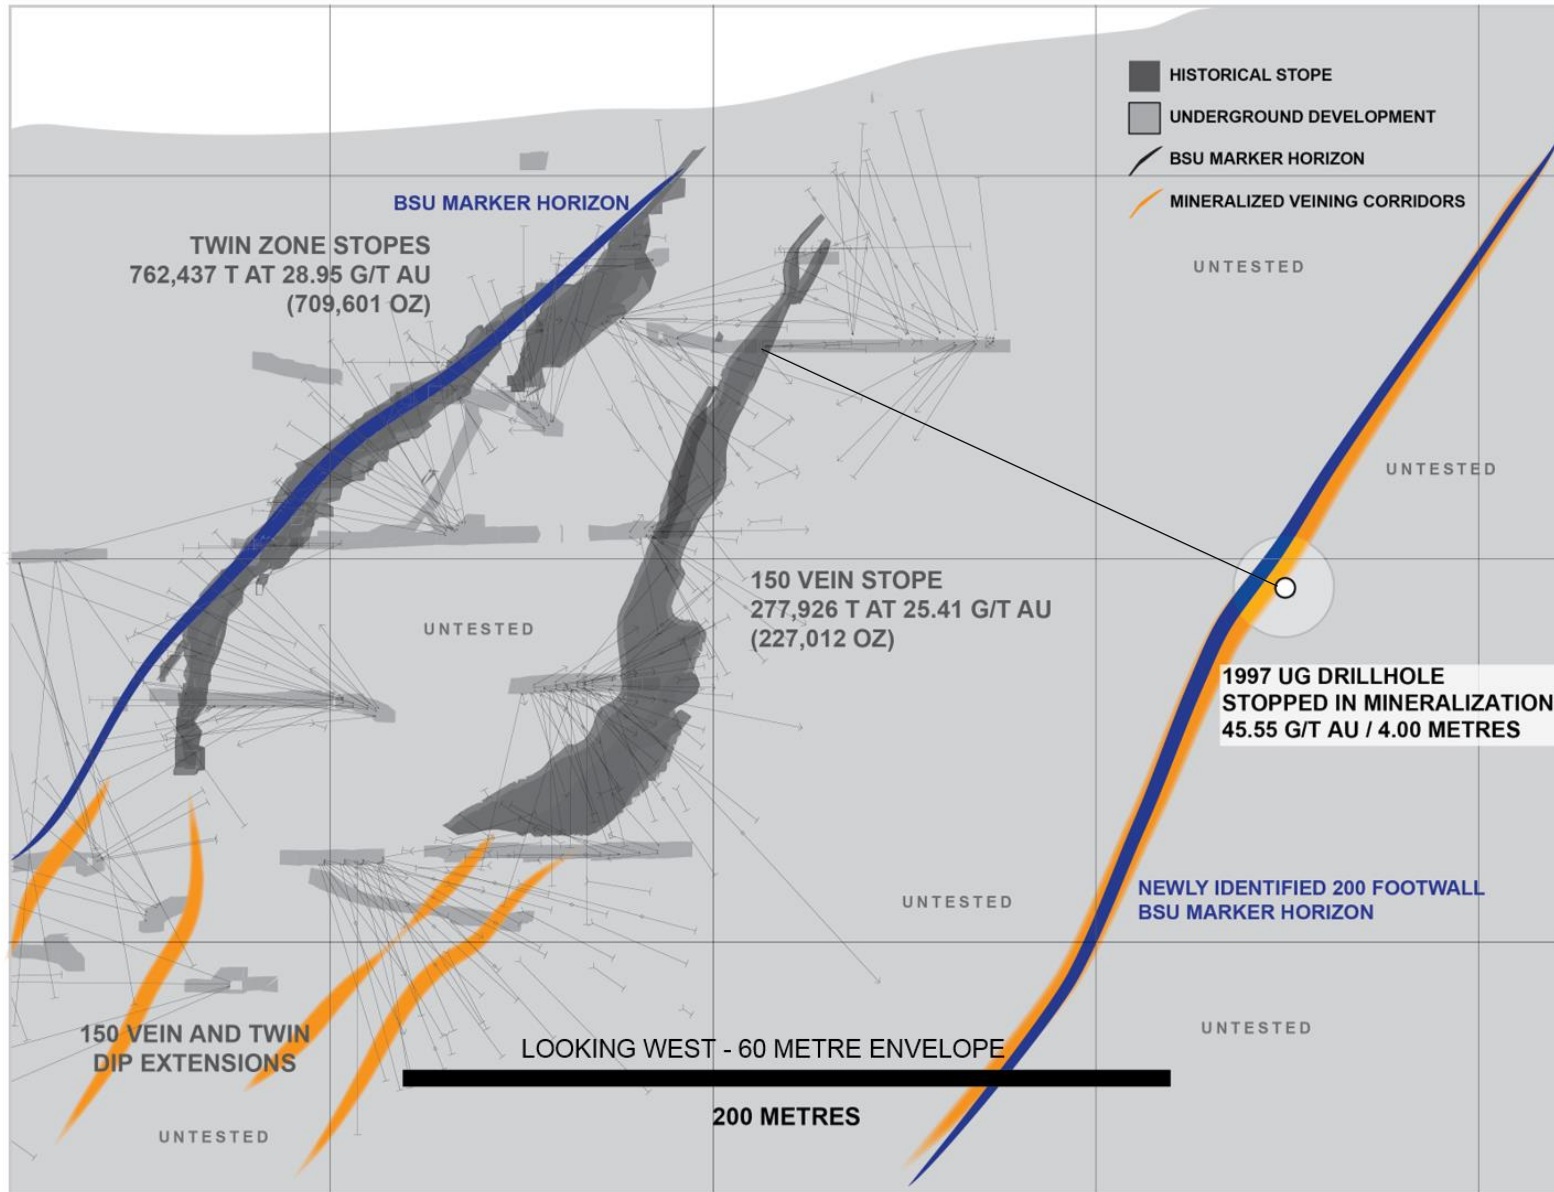 HISTORICAL STOPE
UNDERGROUND DEVELOPMENT
BSU MARKER HORIZON
MINERALIZED VEINING CORRIDORS
BSU MARKER HORIZON
TWIN ZONE STOPES
762,437 T AT 28.95 G/T AU
(709,601 OZ)
UNTESTED
UNTESTED
150 VEIN STOPE
277,926 T AT 25.41 G/T AU
(227,012 OZ)
UNTESTED
1997 UG DRILLHOLE
STOPPED IN MINERALIZATION
45.55 G/T AU / 4.00 METRES
NEWLY IDENTIFIED 200 FOOTWALL
BSU MARKER HORIZON
UNTESTED
150 VEIN AND TWIN
DIP EXTENSIONS
UNTESTED
LOOKING WEST - 60 METRE ENVELOPE
200 METRES
UNTESTED